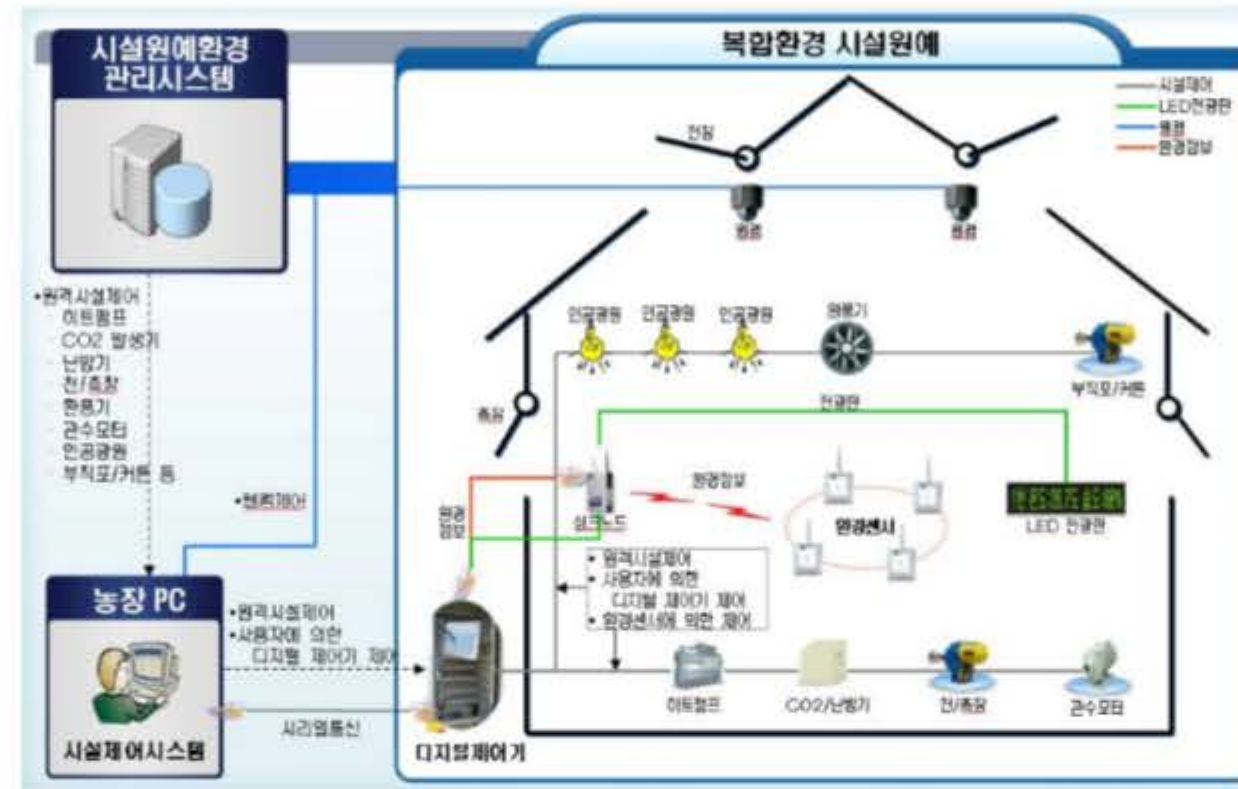 시설원예환경
관리시스템
복합환경 시설원예
시설제어
LED전광판
환경정보
천창
인공광원
인공광원
인공광원
환풍기
부직포/커튼
측창
전광판
•원격시설제어
히트펌프
CO2 발생기
난방기
천/측창
환풍기
관수모터
인공광원
부직포/커튼 등
환경정보
환경
정보
싱크노드
환경센서
LED 전광판
• 원격시설제어
• 사용자에 의한
디지털 제어기 제어
• 환경센서에 의한 제어
농장 PC
•원격시설제어
•사용자에 의한
디지털 제어기 제어
시리얼통신
시설제어시스템
디지털제어기
히트펌프
CO2/난방기
천/측창
관수모터